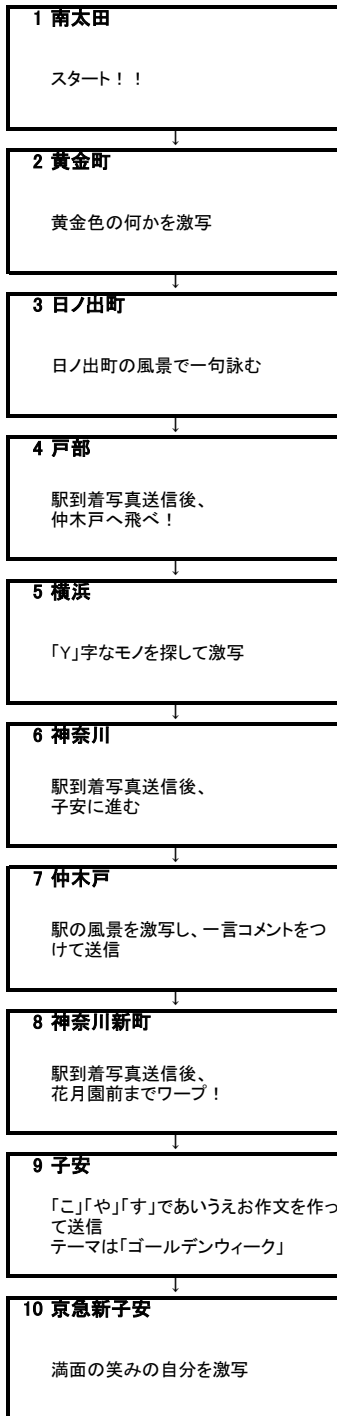 1 南太田
スタート！！
↓
2 黄金町
黄金色の何かを激写
↓
3 日ノ出町
日ノ出町の風景で一句詠む
↓
4 戸部
駅到着写真送信後、
仲木戸へ飛べ！
↓
5 横浜
「Y」字なモノを探して激写
↓
6 神奈川
駅到着写真送信後、
子安に進む
↓
7 仲木戸
駅の風景を激写し、一言コメントをつ
けて送信
↓
8 神奈川新町
駅到着写真送信後、
花月園前までワープ！
↓
9 子安
「こ」「や」「す」であいうえお作文を作っ
て送信
テーマは「ゴールデンウィーク」
↓
10 京急新子安
満面の笑みの自分を激写